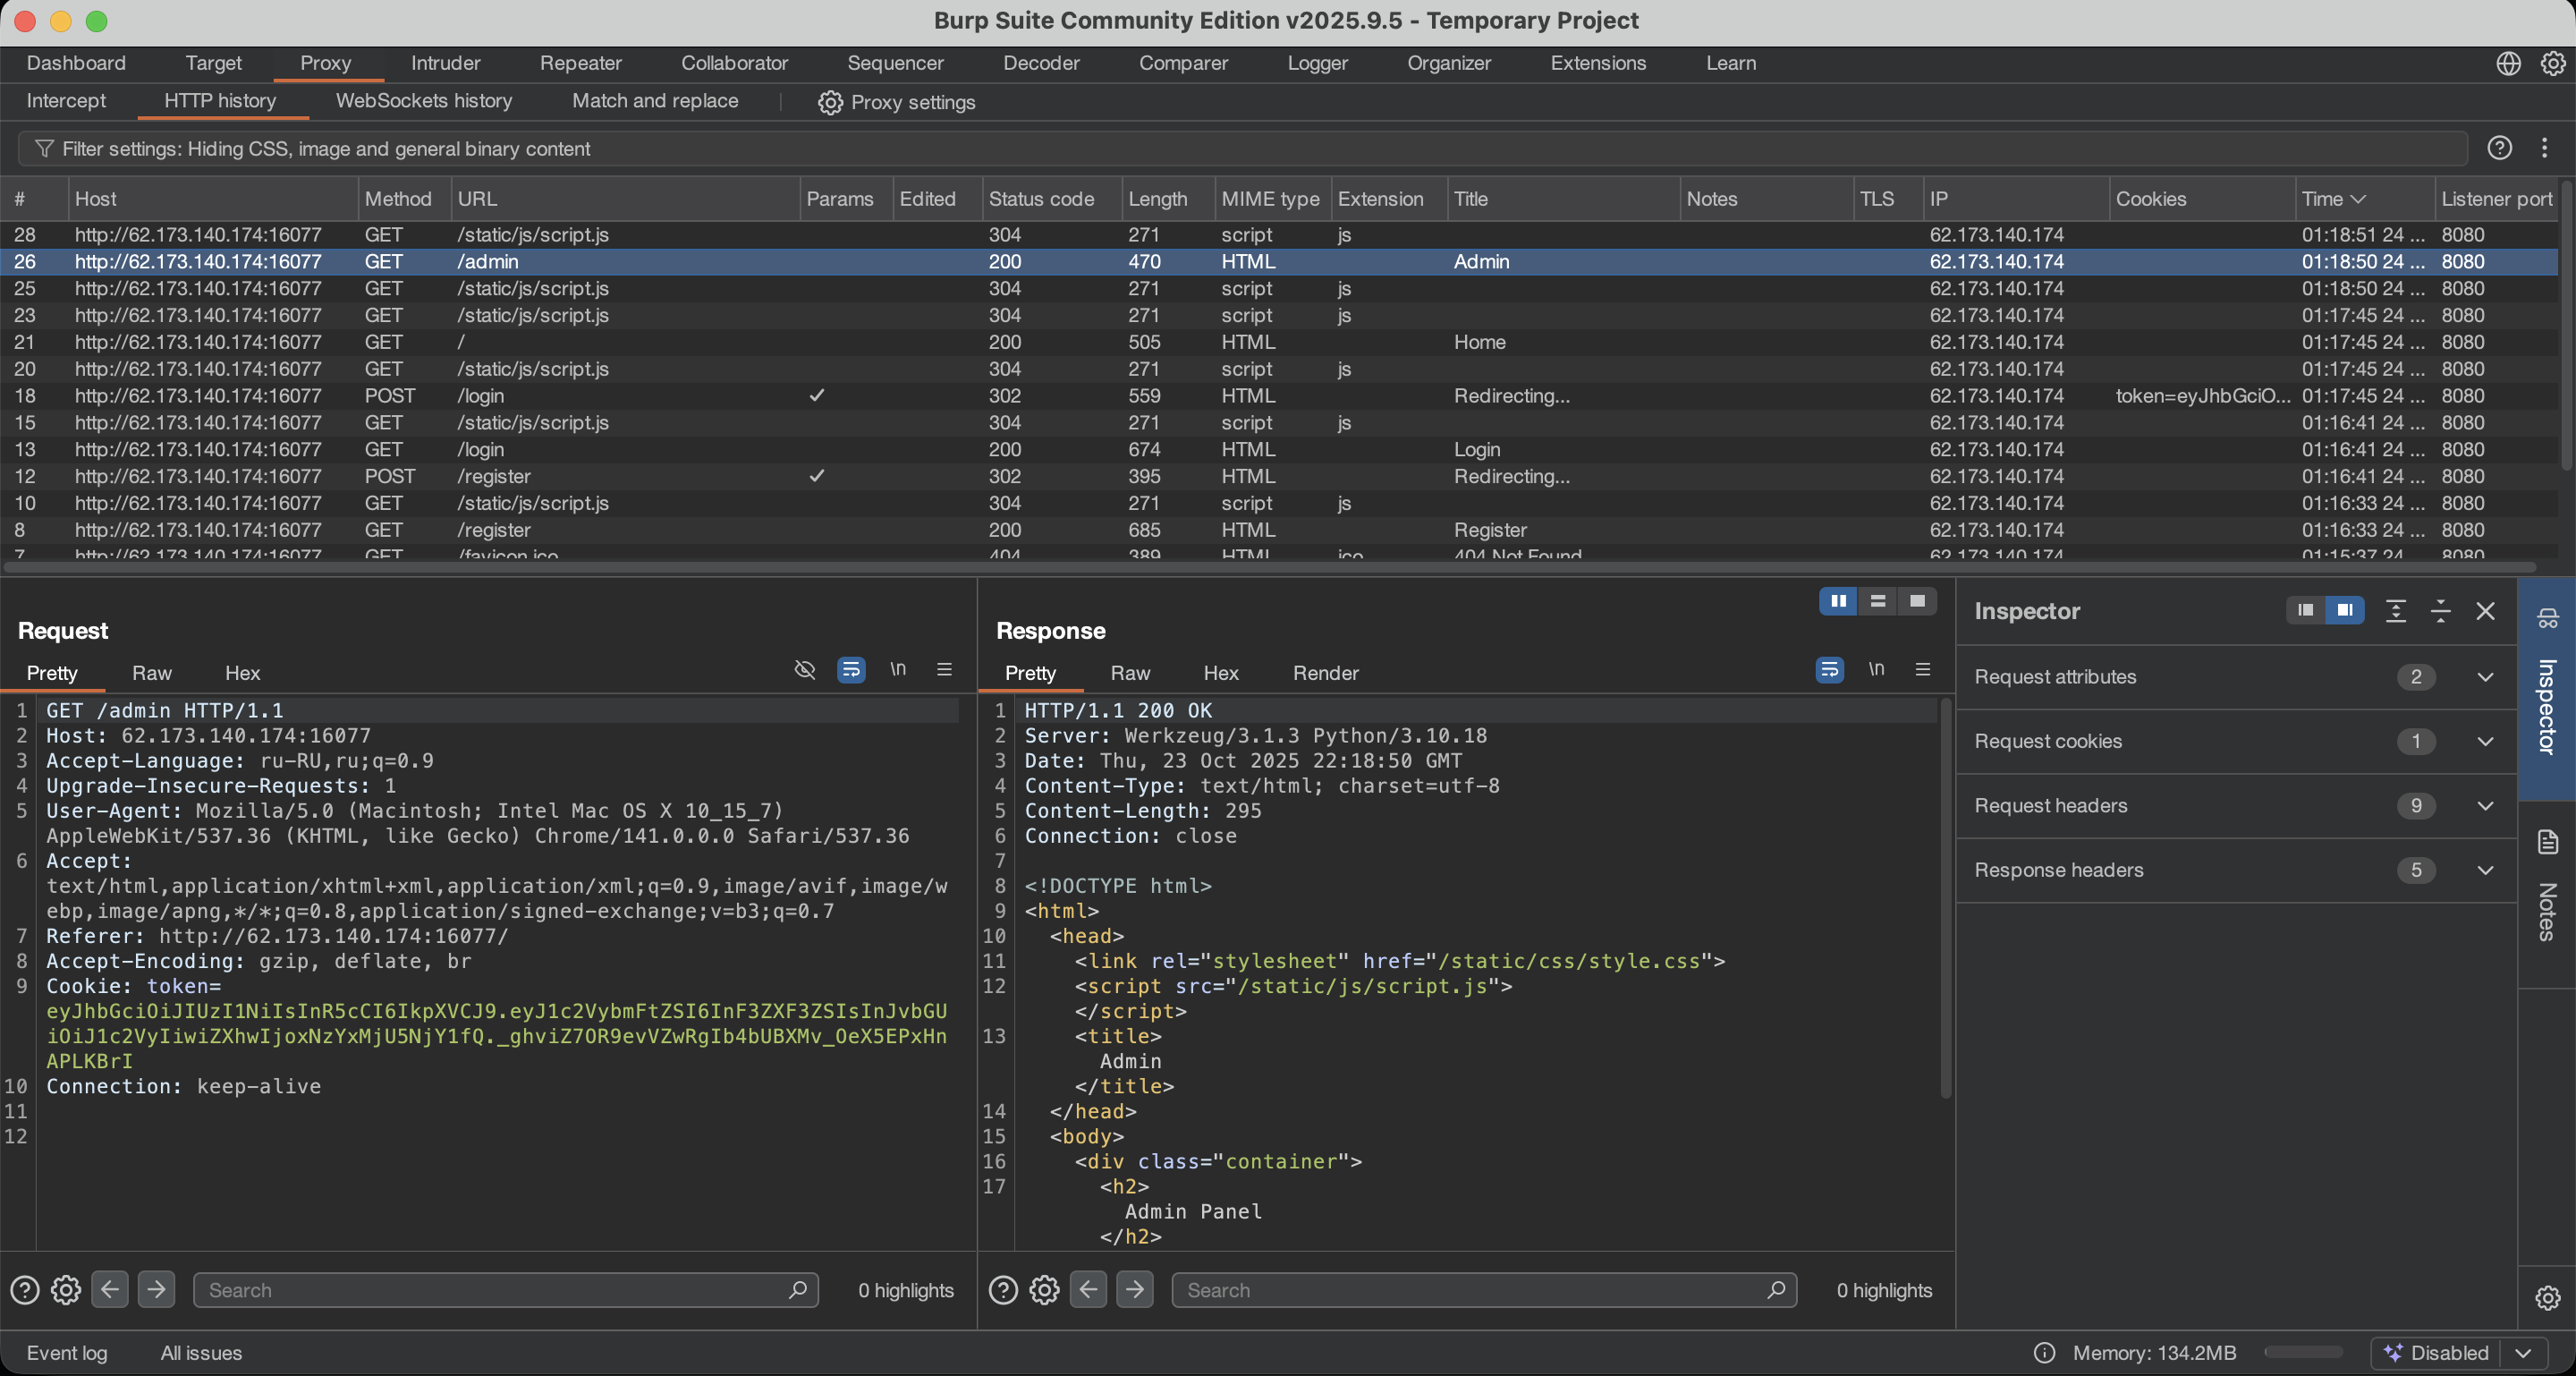 Burp Suite Community Edition v2025.9.5 - Temporary Project
Dashboard Target Proxy Intruder Repeater Collaborator Sequencer Decoder Comparer Logger Organizer Extensions Learn
Intercept HTTP history WebSockets history Match and replace Proxy settings
Filter settings: Hiding CSS, image and general binary content
# Host Method URL Params Edited Status code Length MIME type Extension Title Notes TLS IP Cookies Time Listener port
28 http://62.173.140.174:16077 GET /static/js/script.js 304 271 script js 62.173.140.174 01:18:51 24 ... 8080
26 http://62.173.140.174:16077 GET /admin 200 470 HTML Admin 62.173.140.174 01:18:50 24 ... 8080
25 http://62.173.140.174:16077 GET /static/js/script.js 304 271 script js 62.173.140.174 01:18:50 24 ... 8080
23 http://62.173.140.174:16077 GET /static/js/script.js 304 271 script js 62.173.140.174 01:17:45 24 ... 8080
21 http://62.173.140.174:16077 GET / 200 505 HTML Home 62.173.140.174 01:17:45 24 ... 8080
20 http://62.173.140.174:16077 GET /static/js/script.js 304 271 script js 62.173.140.174 01:17:45 24 ... 8080
18 http://62.173.140.174:16077 POST /login ✓ 302 559 HTML Redirecting... 62.173.140.174 token=eyJhbGciO... 01:17:45 24 ... 8080
15 http://62.173.140.174:16077 GET /static/js/script.js 304 271 script js 62.173.140.174 01:16:41 24 ... 8080
13 http://62.173.140.174:16077 GET /login 200 674 HTML Login 62.173.140.174 01:16:41 24 ... 8080
12 http://62.173.140.174:16077 POST /register ✓ 302 395 HTML Redirecting... 62.173.140.174 01:16:41 24 ... 8080
10 http://62.173.140.174:16077 GET /static/js/script.js 304 271 script js 62.173.140.174 01:16:33 24 ... 8080
8 http://62.173.140.174:16077 GET /register 200 685 HTML Register 62.173.140.174 01:16:33 24 ... 8080
7 http://62.173.140.174:16077 GET /favicon.ico 404 389 HTML ico 404 Not Found 62.173.140.174 01:15:37 24 8080
Request
Pretty Raw Hex \n
1 GET /admin HTTP/1.1
2 Host: 62.173.140.174:16077
3 Accept-Language: ru-RU,ru;q=0.9
4 Upgrade-Insecure-Requests: 1
5 User-Agent: Mozilla/5.0 (Macintosh; Intel Mac OS X 10_15_7)
AppleWebKit/537.36 (KHTML, like Gecko) Chrome/141.0.0.0 Safari/537.36
6 Accept:
text/html,application/xhtml+xml,application/xml;q=0.9,image/avif,image/w
ebp,image/apng,*/*;q=0.8,application/signed-exchange;v=b3;q=0.7
7 Referer: http://62.173.140.174:16077/
8 Accept-Encoding: gzip, deflate, br
9 Cookie: token=
eyJhbGciOiJIUzI1NiIsInR5cCI6IkpXVCJ9.eyJ1c2VybmFtZSI6InF3ZXF3ZSIsInJvbGU
iOiJ1c2VyIiwiZXhwIjoxNzYxMjU5NjY1fQ._ghviZ7OR9evVZwRgIb4bUBXMv_OeX5EPxHn
APLKBrI
10 Connection: keep-alive
11
12
Search 0 highlights
Response
Pretty Raw Hex Render \n
1 HTTP/1.1 200 OK
2 Server: Werkzeug/3.1.3 Python/3.10.18
3 Date: Thu, 23 Oct 2025 22:18:50 GMT
4 Content-Type: text/html; charset=utf-8
5 Content-Length: 295
6 Connection: close
7
8 <!DOCTYPE html>
9 <html>
10 <head>
11 <link rel="stylesheet" href="/static/css/style.css">
12 <script src="/static/js/script.js">
</script>
13 <title>
Admin
</title>
14 </head>
15 <body>
16 <div class="container">
17 <h2>
Admin Panel
</h2>
Search 0 highlights
Inspector
Request attributes 2
Request cookies 1
Request headers 9
Response headers 5
Inspector
Notes
Event log All issues Memory: 134.2MB Disabled